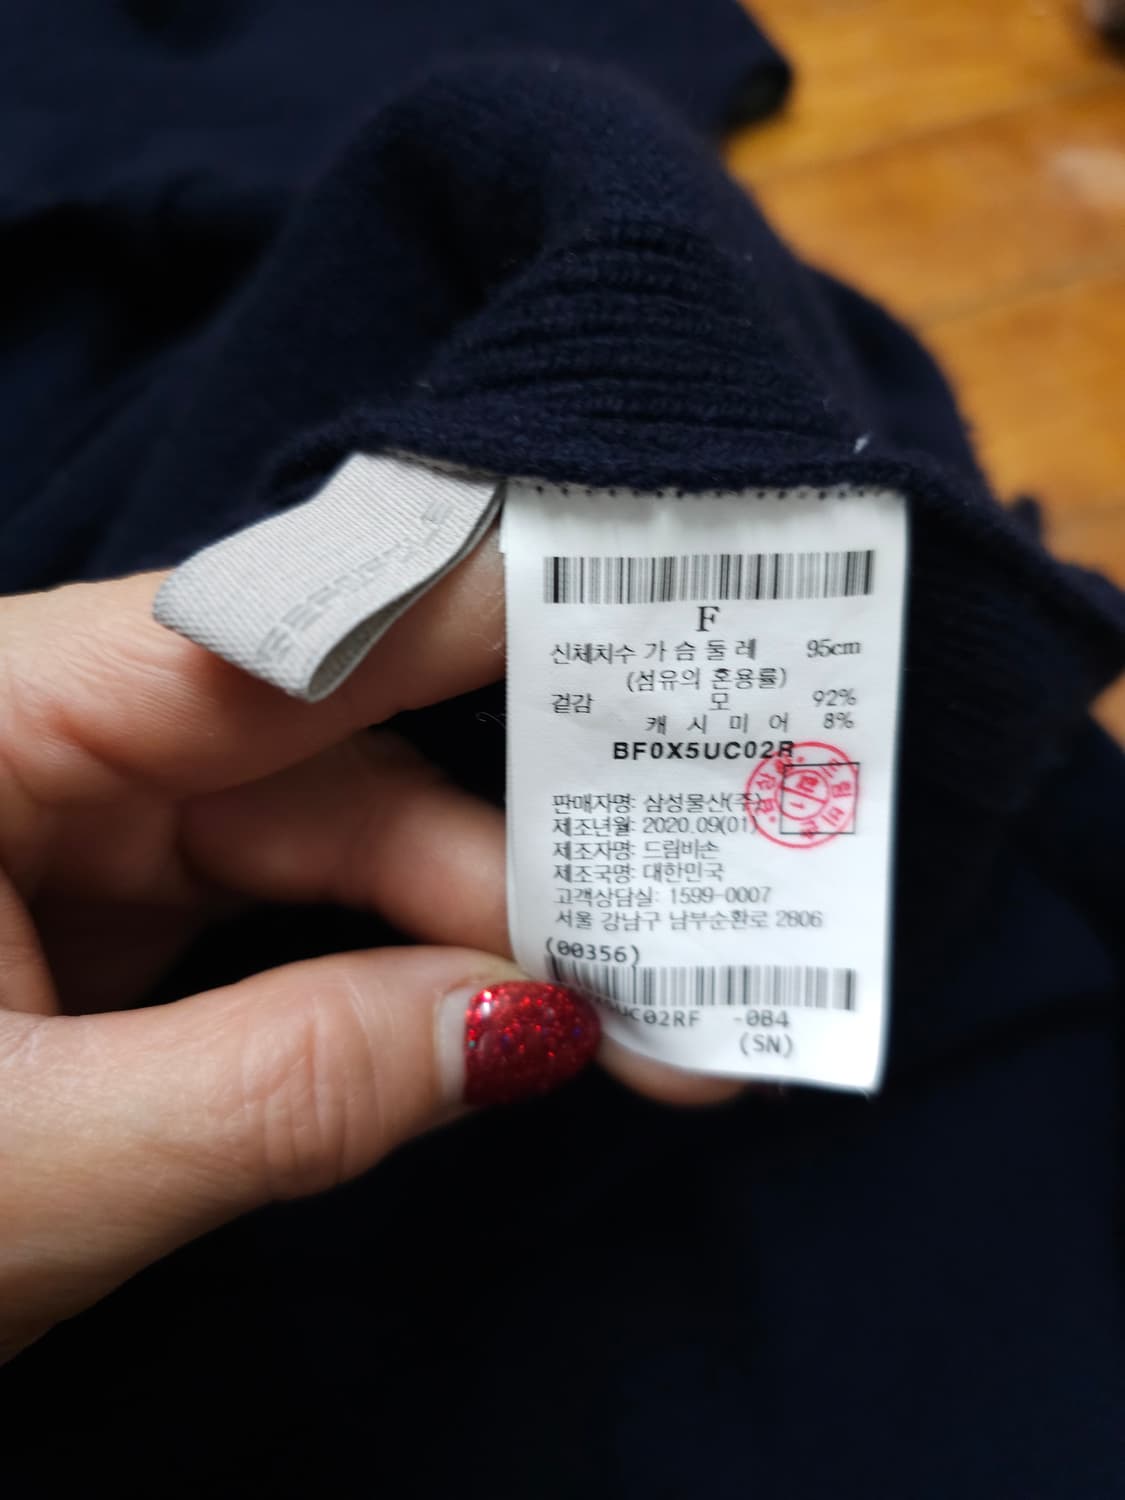 F
신체치수 가 슴 둘 레 95cm
(섬유의 혼용률)
겉감 모 92%
캐 시 미 어 8%
BF0X5UC02R
판매자명: 삼성물산(주)
제조년월: 2020.09(01)
제조자명: 드림비손
제조국명: 대한민국
고객상담실: 1599-0007
서울 강남구 남부순환로 2806
(00356)
UC02RF -0B4
(SN)